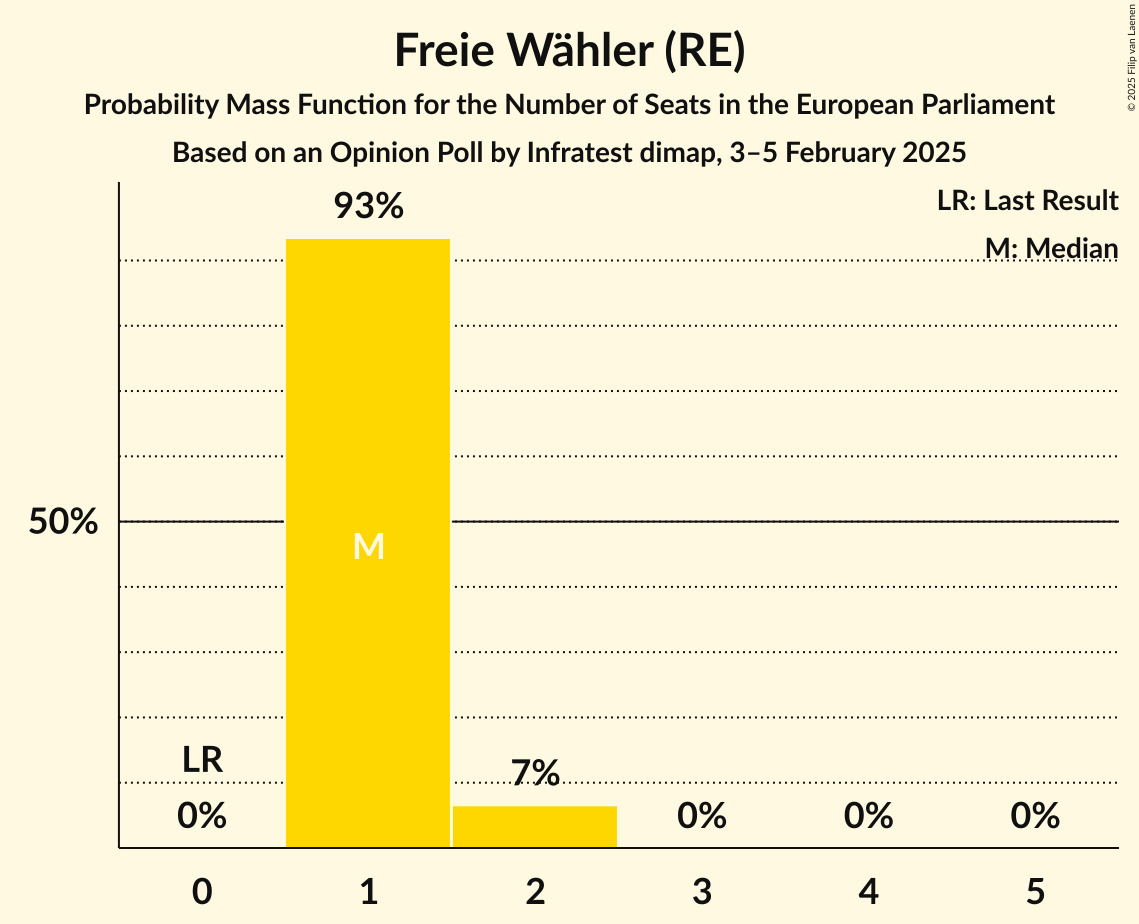 Freie Wähler (RE)
Probability Mass Function for the Number of Seats in the European Parliament
Based on an Opinion Poll by Infratest dimap, 3–5 February 2025
© 2025 Filip van Laenen
LR: Last Result
M: Median
93%
50%
M
LR
7%
0%
0%
0%
0%
0
1
2
3
4
5